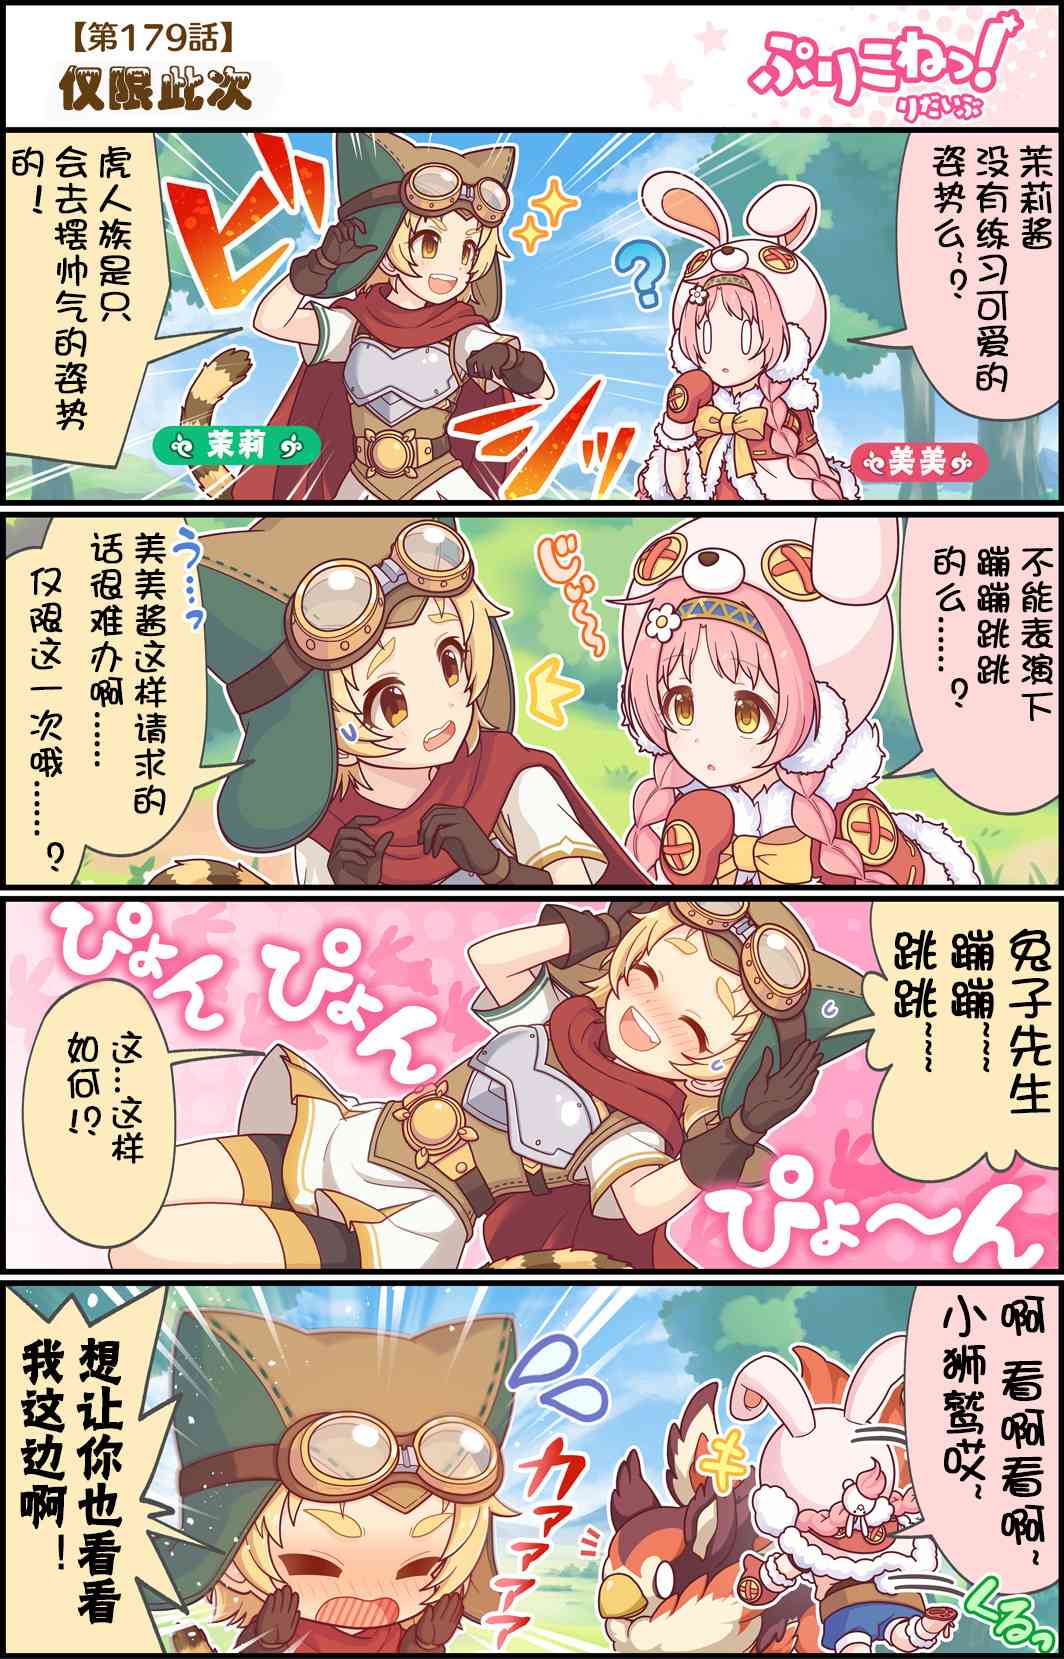 【第179話】
仅限此次
ぷりこねっ!
りだいぶ
茉莉酱
没有练习可爱的
姿势么~?
虎人族是只
会去摆帅气的姿势
的！
ビシッ
?
茉莉
美美
不能表演下
蹦蹦跳跳
的么……?
じぃ〜〜
う……っ
美美酱这样请求的
话很难办啊……
仅限这一次哦……?
兔子先生
蹦蹦~~
跳跳~~~
ぴょん
ぴょん
ぴょ〜ん
这…这样
如何!?
啊 看啊看啊~
小狮鹫哎~
くるっ
カァァァァ
想让你也看看
我这边啊！